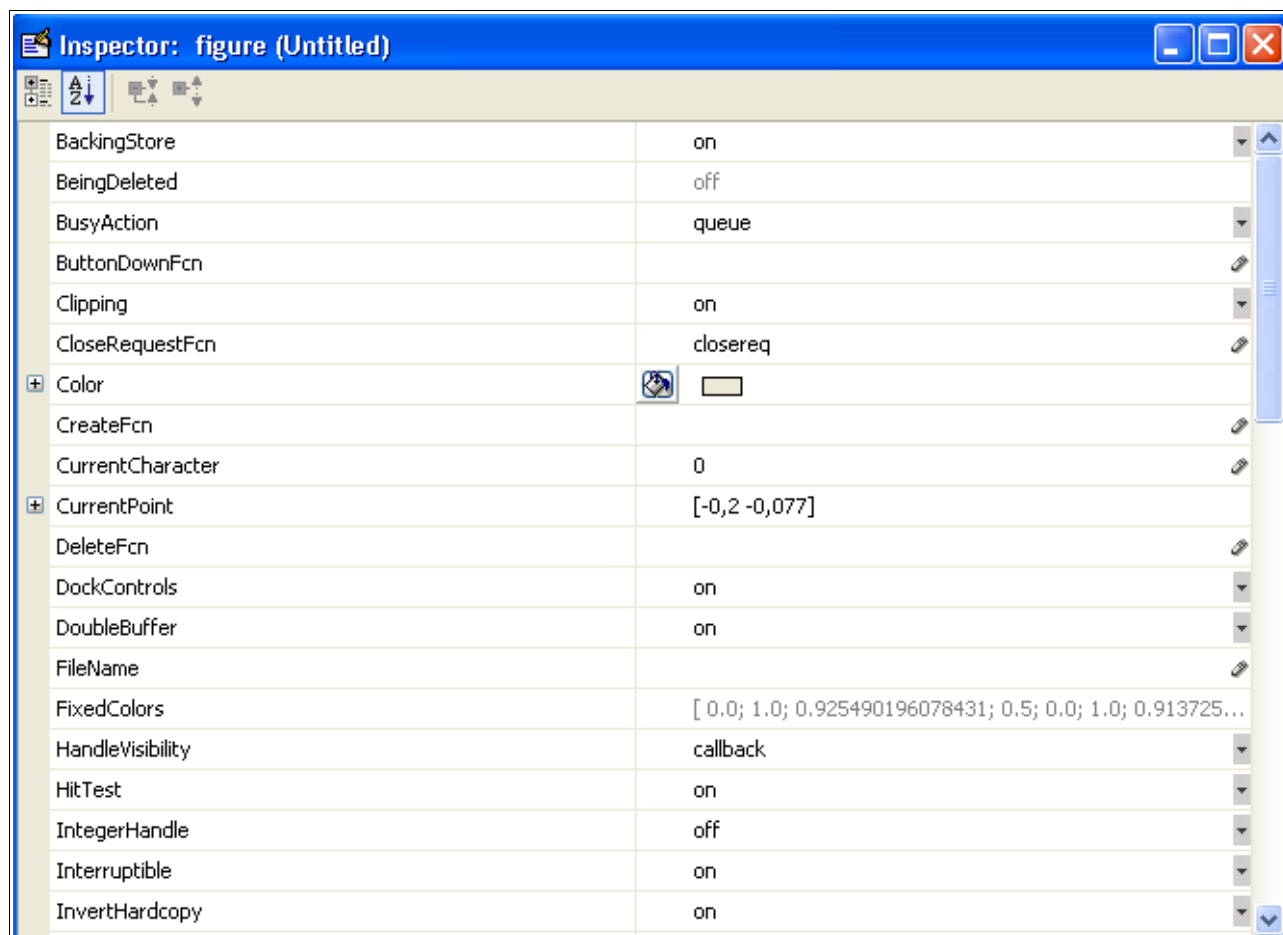 Inspector: figure (Untitled)
BackingStore on
BeingDeleted off
BusyAction queue
ButtonDownFcn
Clipping on
CloseRequestFcn closereq
Color
CreateFcn
CurrentCharacter 0
CurrentPoint [-0,2 -0,077]
DeleteFcn
DockControls on
DoubleBuffer on
FileName
FixedColors [ 0.0; 1.0; 0.925490196078431; 0.5; 0.0; 1.0; 0.913725...
HandleVisibility callback
HitTest on
IntegerHandle off
Interruptible on
InvertHardcopy on